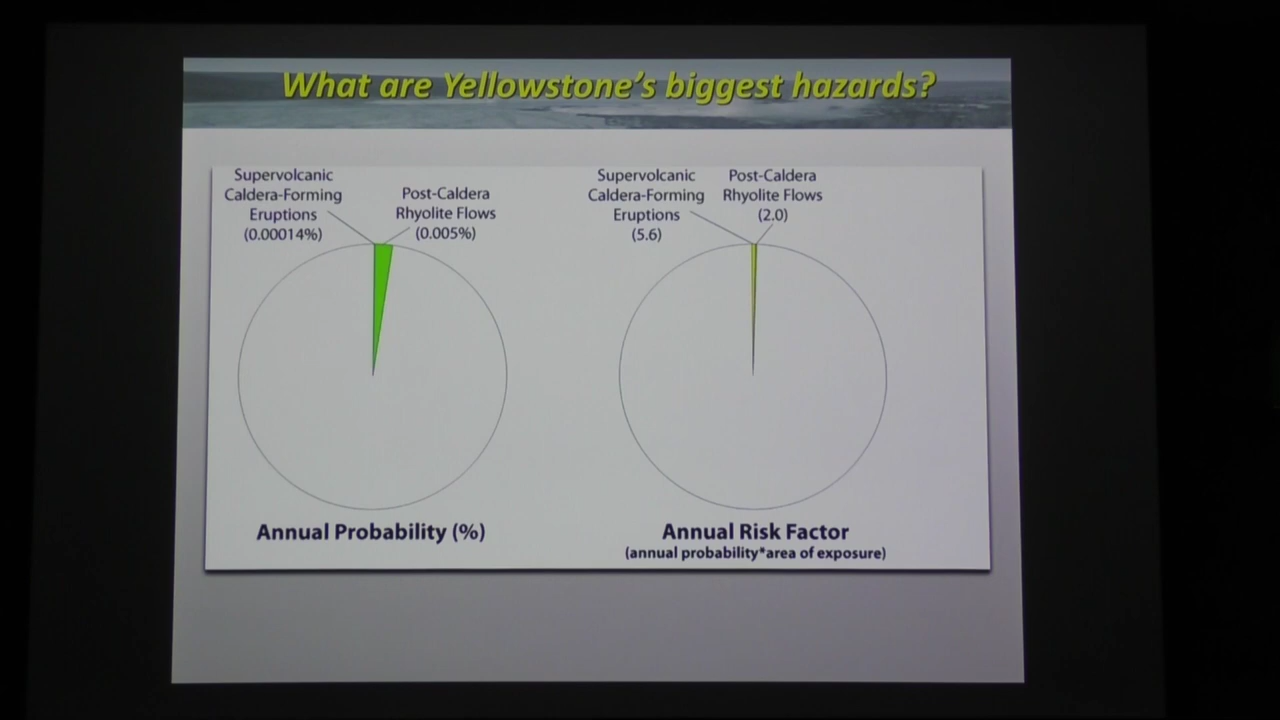 What are Yellowstone's biggest hazards?
Supervolcanic
Caldera-Forming
Eruptions
(0.00014%)
Post-Caldera
Rhyolite Flows
(0.005%)
Supervolcanic
Caldera-Forming
Eruptions
(5.6)
Post-Caldera
Rhyolite Flows
(2.0)
Annual Probability (%)
Annual Risk Factor
(annual probability*area of exposure)